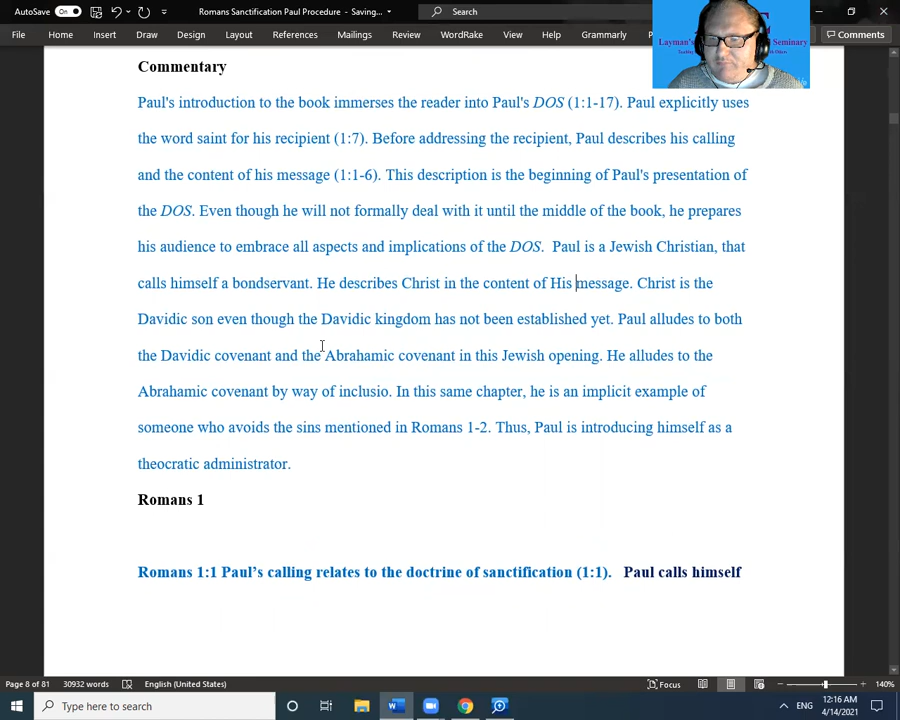 AutoSave On Romans Sanctification Paul Procedure - Saving... Search
File Home Insert Draw Design Layout References Mailings Review WordRake View Help Grammarly Comments
Layman's Seminary
Commentary
Paul's introduction to the book immerses the reader into Paul's DOS (1:1-17). Paul explicitly uses
the word saint for his recipient (1:7). Before addressing the recipient, Paul describes his calling
and the content of his message (1:1-6). This description is the beginning of Paul's presentation of
the DOS. Even though he will not formally deal with it until the middle of the book, he prepares
his audience to embrace all aspects and implications of the DOS.  Paul is a Jewish Christian, that
calls himself a bondservant. He describes Christ in the content of His message. Christ is the
Davidic son even though the Davidic kingdom has not been established yet. Paul alludes to both
the Davidic covenant and the Abrahamic covenant in this Jewish opening. He alludes to the
Abrahamic covenant by way of inclusio. In this same chapter, he is an implicit example of
someone who avoids the sins mentioned in Romans 1-2. Thus, Paul is introducing himself as a
theocratic administrator.
Romans 1
Romans 1:1 Paul’s calling relates to the doctrine of sanctification (1:1).   Paul calls himself
Page 8 of 81 30932 words English (United States) Focus 140%
Type here to search ENG 12:16 AM
4/14/2021